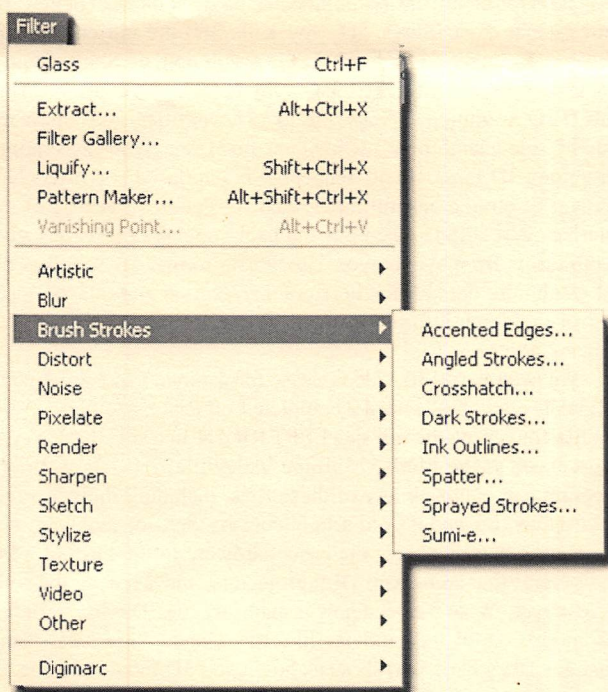 Filter
Glass Ctrl+F
Extract... Alt+Ctrl+X
Filter Gallery...
Liquify... Shift+Ctrl+X
Pattern Maker... Alt+Shift+Ctrl+X
Vanishing Point... Alt+Ctrl+V
Artistic
Blur
Brush Strokes
Distort
Noise
Pixelate
Render
Sharpen
Sketch
Stylize
Texture
Video
Other
Digimarc
Accented Edges...
Angled Strokes...
Crosshatch...
Dark Strokes...
Ink Outlines...
Spatter...
Sprayed Strokes...
Sumi-e...